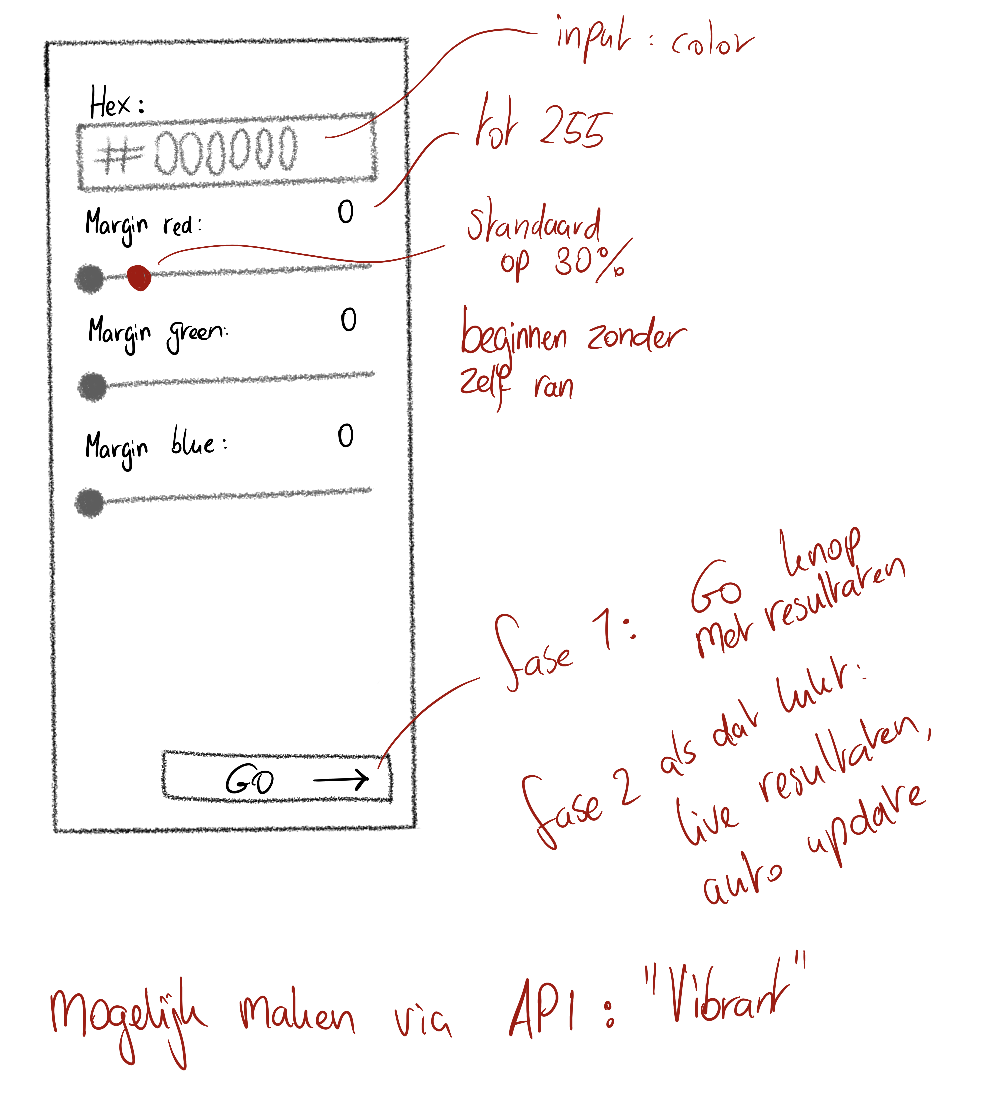 input: color
Hex:
#000000
tot 255
Margin red: 0
standaard
op 30%
Margin green: 0
beginnen zonder
zelf ran
Margin blue: 0
fase 1: GO knop
met resultaten
GO →
fase 2 als dat lukt:
live resultaten,
auto update
Mogelijk maken via API: "Vibrant"